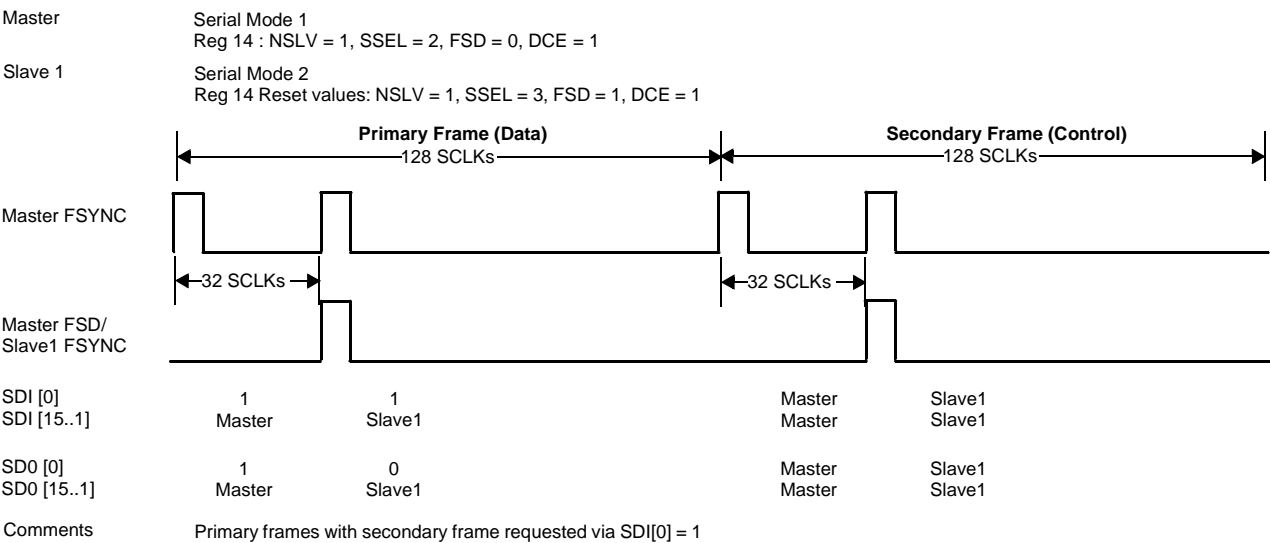 Master Serial Mode 1
Reg 14 : NSLV = 1, SSEL = 2, FSD = 0, DCE = 1
Slave 1 Serial Mode 2
Reg 14 Reset values: NSLV = 1, SSEL = 3, FSD = 1, DCE = 1
Primary Frame (Data) Secondary Frame (Control)
128 SCLKs 128 SCLKs
Master FSYNC
32 SCLKs 32 SCLKs
Master FSD/
Slave1 FSYNC
SDI [0] 1 1 Master Slave1
SDI [15..1] Master Slave1 Master Slave1
SD0 [0] 1 0 Master Slave1
SD0 [15..1] Master Slave1 Master Slave1
Comments Primary frames with secondary frame requested via SDI[0] = 1